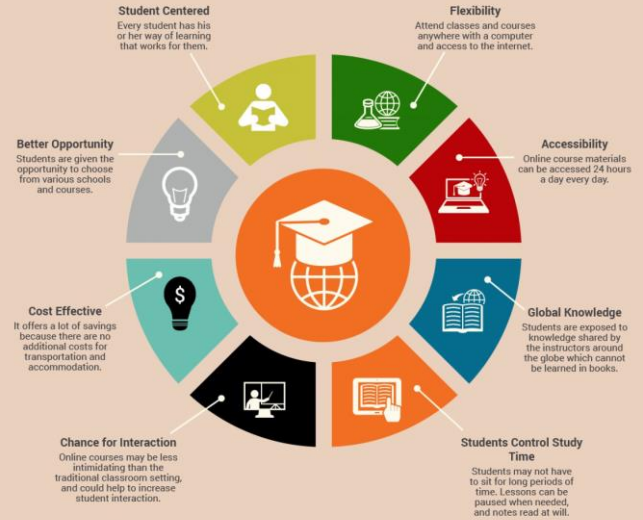 Student Centered
Every student has his
or her way of learning
that works for them.
Flexibility
Attend classes and courses
anywhere with a computer
and access to the internet.
Better Opportunity
Students are given the
opportunity to choose
from various schools
and courses.
Accessibility
Online course materials
can be accessed 24 hours
a day every day.
Cost Effective
It offers a lot of savings
because there are no
additional costs for
transportation and
accommodation.
$
Global Knowledge
Students are exposed to
knowledge shared by
the instructors around
the globe which cannot
be learned in books.
Chance for Interaction
Online courses may be less
intimidating than the
traditional classroom setting,
and could help to increase
student interaction.
Students Control Study
Time
Students may not have
to sit for long periods of
time. Lessons can be
paused when needed,
and notes read at will.